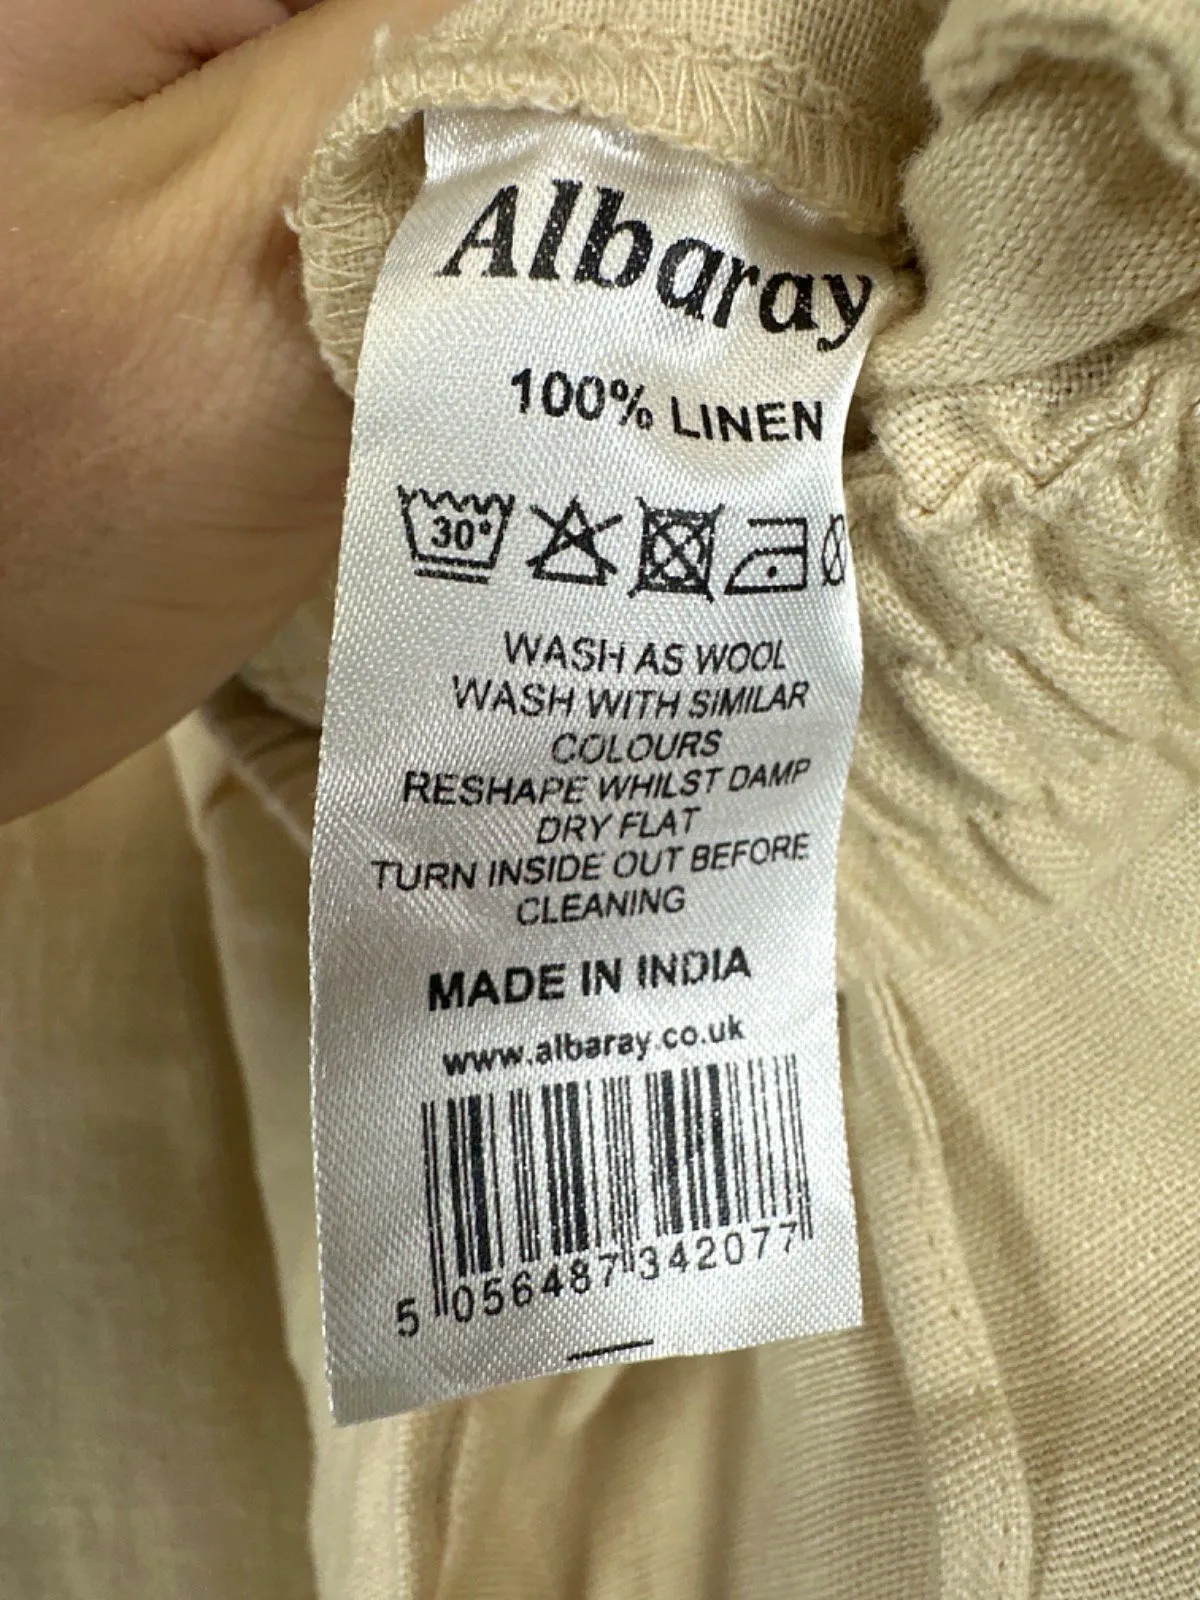 Albaray
100% LINEN
30°
WASH AS WOOL
WASH WITH SIMILAR
COLOURS
RESHAPE WHILST DAMP
DRY FLAT
TURN INSIDE OUT BEFORE
CLEANING
MADE IN INDIA
www.albaray.co.uk
5 056487 342077